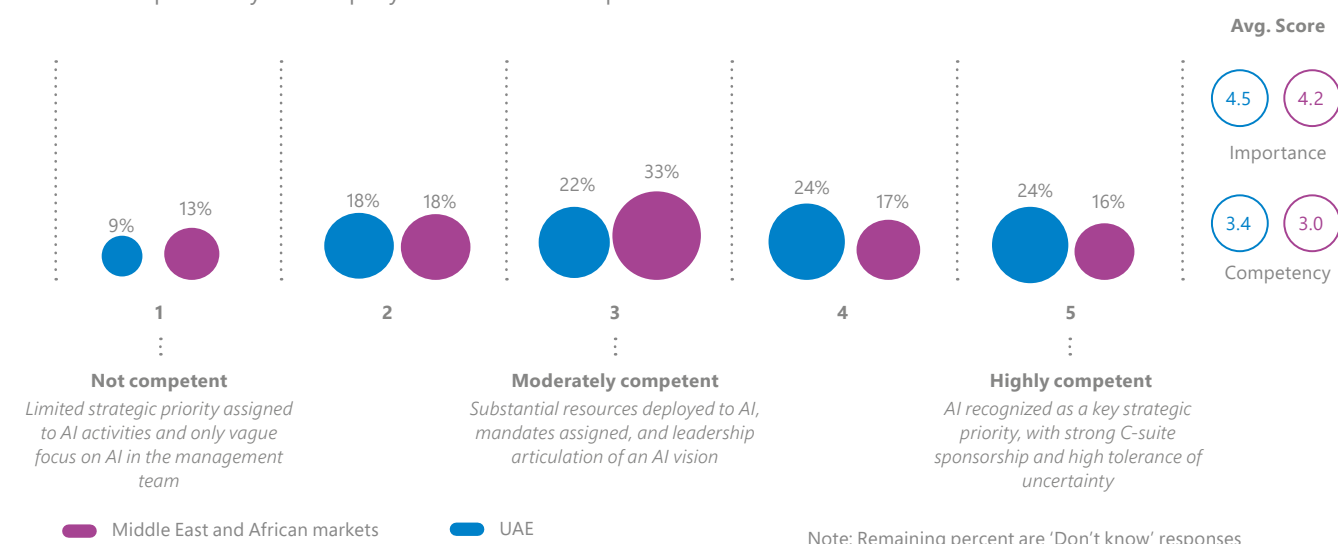 Avg. Score
4.5 4.2
Importance
3.4 3.0
Competency
9% 13% 18% 18% 22% 33% 24% 17% 24% 16%
1 2 3 4 5
Not competent
Limited strategic priority assigned
to AI activities and only vague
focus on AI in the management
team
Moderately competent
Substantial resources deployed to AI,
mandates assigned, and leadership
articulation of an AI vision
Highly competent
AI recognized as a key strategic
priority, with strong C-suite
sponsorship and high tolerance of
uncertainty
Middle East and African markets
UAE
Note: Remaining percent are 'Don't know' responses